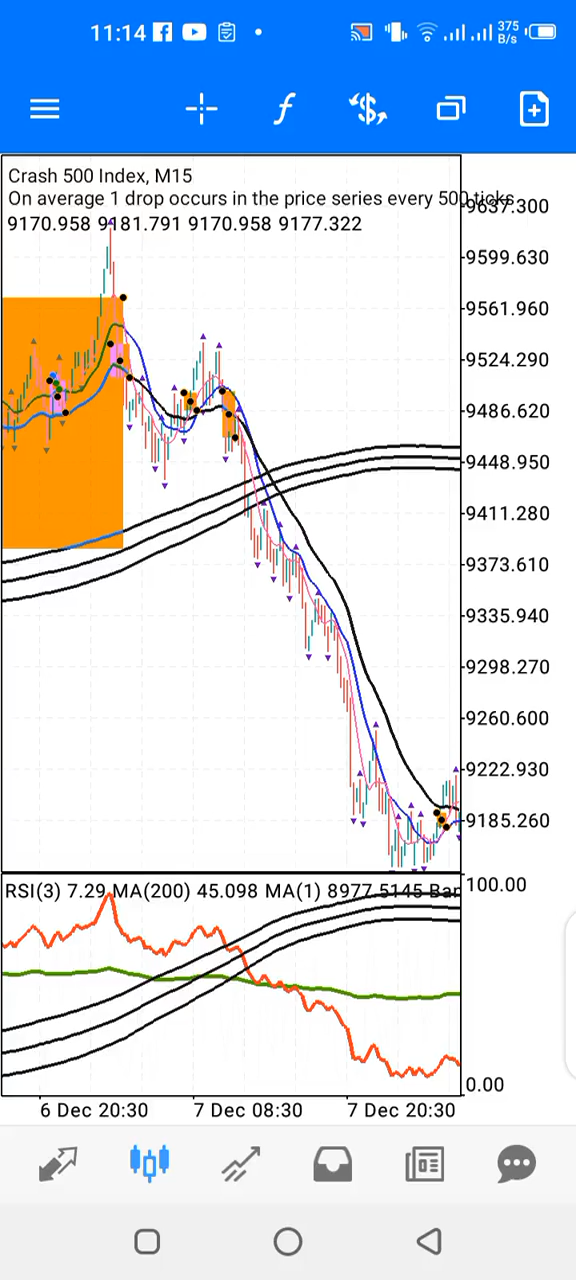 11:14
375
B/s
Crash 500 Index, M15
On average 1 drop occurs in the price series every 500 ticks
9170.958 9181.791 9170.958 9177.322
9637.300
9599.630
9561.960
9524.290
9486.620
9448.950
9411.280
9373.610
9335.940
9298.270
9260.600
9222.930
9185.260
RSI(3) 7.29 MA(200) 45.098 MA(1) 8977.5145 Bar
100.00
0.00
6 Dec 20:30 7 Dec 08:30 7 Dec 20:30